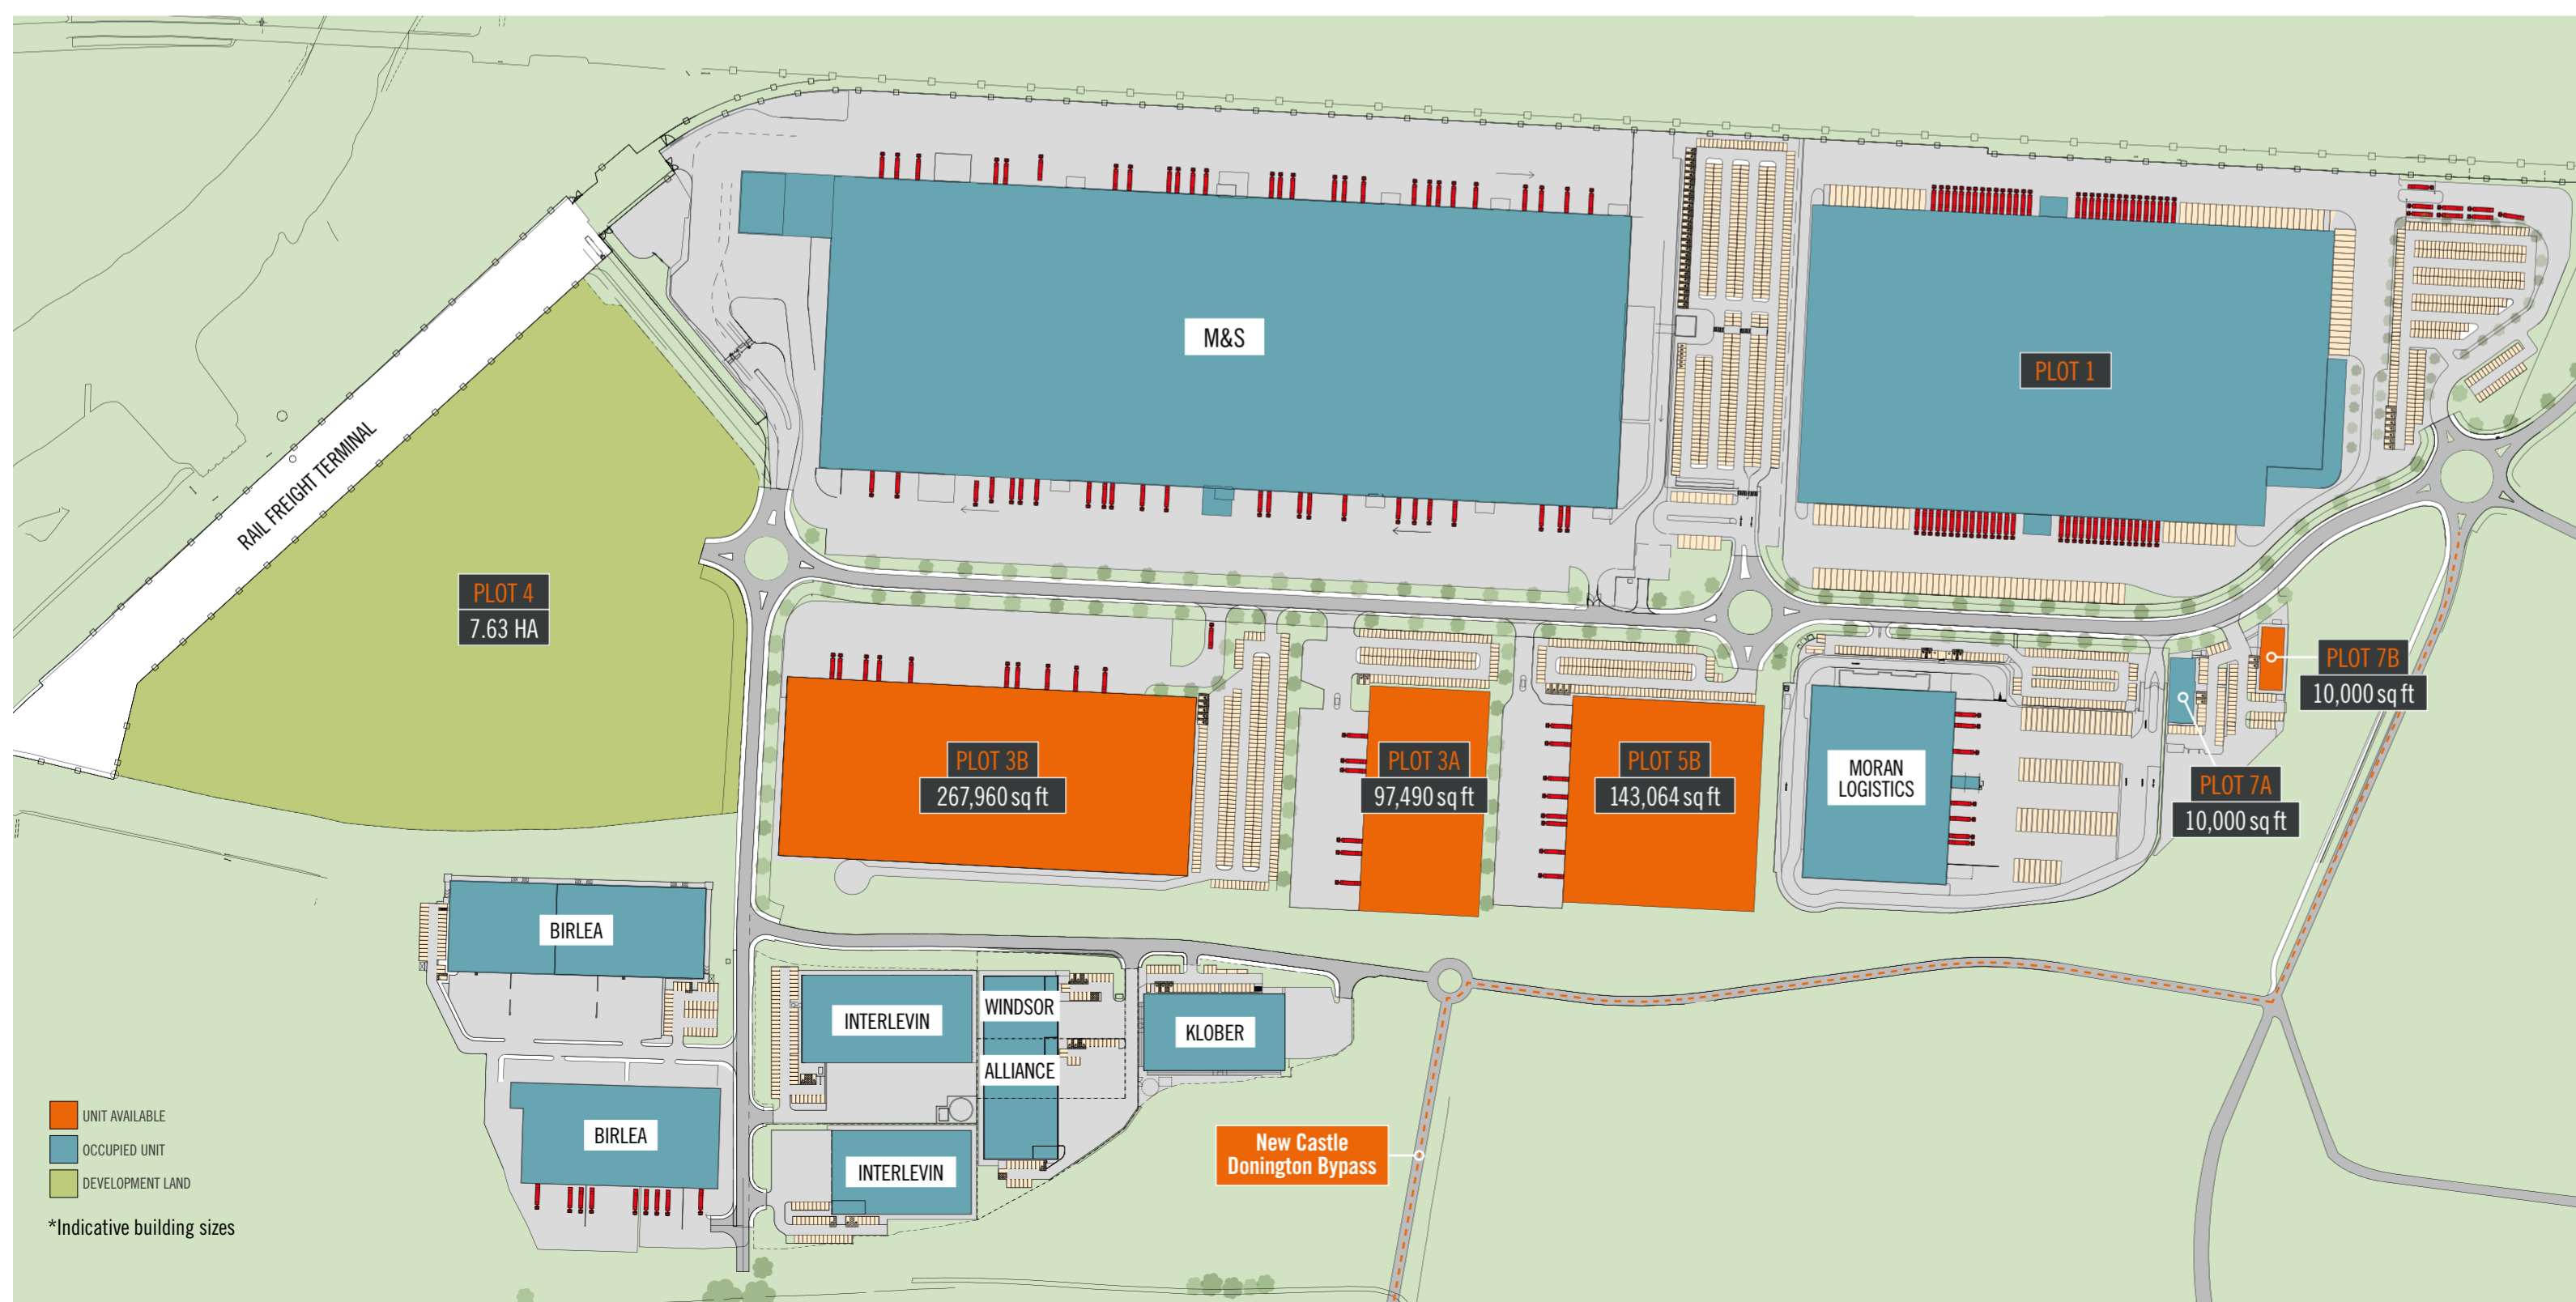 M&S
PLOT 1
RAIL FREIGHT TERMINAL
PLOT 4
7.63 HA
PLOT 3B
267,960 sq ft
PLOT 3A
97,490 sq ft
PLOT 5B
143,064 sq ft
MORAN
LOGISTICS
PLOT 7B
10,000 sq ft
PLOT 7A
10,000 sq ft
BIRLEA
BIRLEA
INTERLEVIN
WINDSOR
ALLIANCE
KLOBER
INTERLEVIN
New Castle
Donington Bypass
UNIT AVAILABLE
OCCUPIED UNIT
DEVELOPMENT LAND
*Indicative building sizes